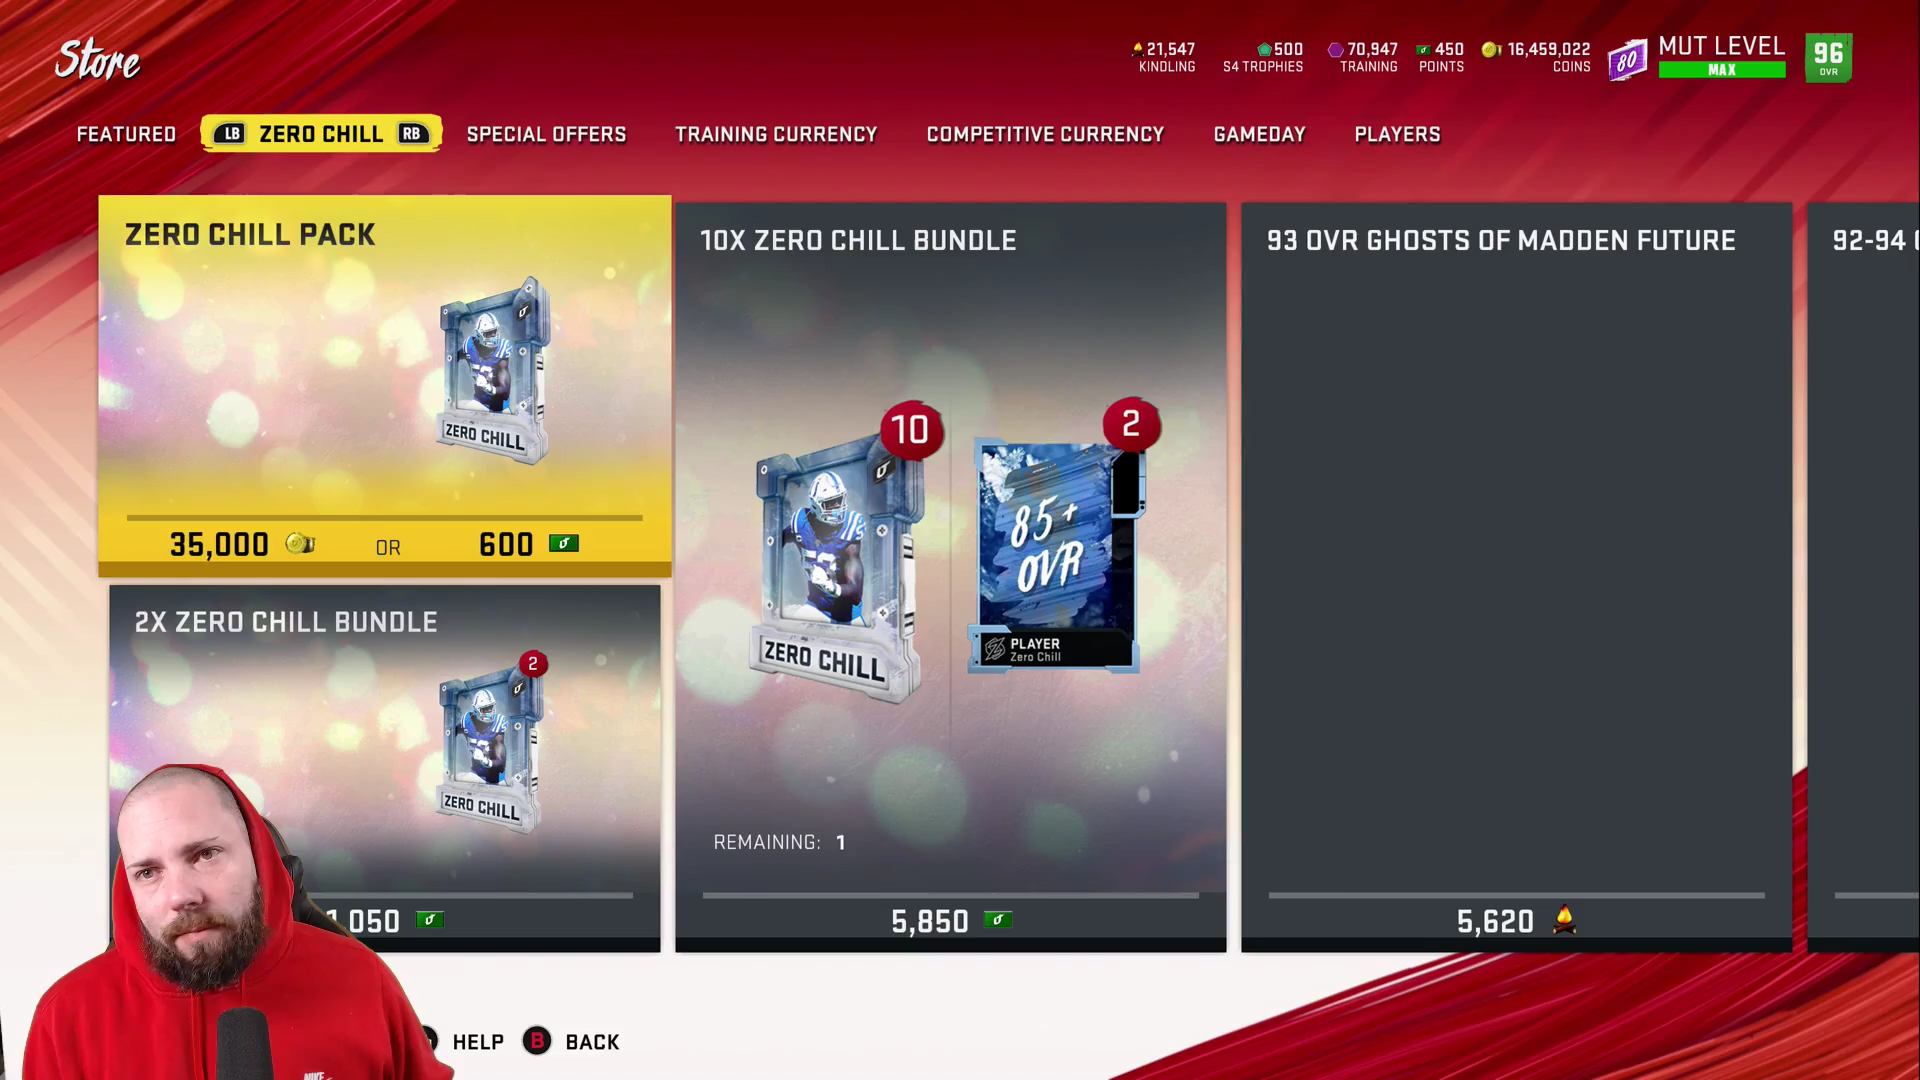 Store
21,547
KINDLING
500
S4 TROPHIES
70,947
TRAINING
450
POINTS
16,459,022
COINS
80
MUT LEVEL
MAX
96
OVR
FEATURED
LB ZERO CHILL RB
SPECIAL OFFERS
TRAINING CURRENCY
COMPETITIVE CURRENCY
GAMEDAY
PLAYERS
ZERO CHILL PACK
ZERO CHILL
35,000 OR 600
2X ZERO CHILL BUNDLE
2
ZERO CHILL
1,050
10X ZERO CHILL BUNDLE
10
ZERO CHILL
2
85+
OVR
PLAYER
Zero Chill
REMAINING: 1
5,850
93 OVR GHOSTS OF MADDEN FUTURE
5,620
92-94
HELP
B BACK
NIKE